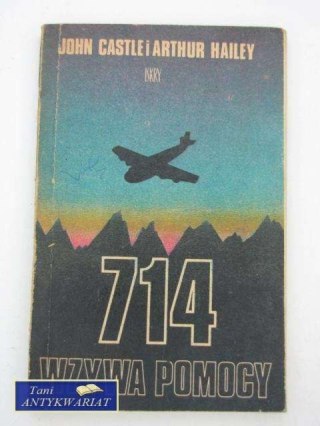 JOHN CASTLE i ARTHUR HAILEY
ISKRY
714
WZYWA POMOCY
Tani
ANTYKWARIAT